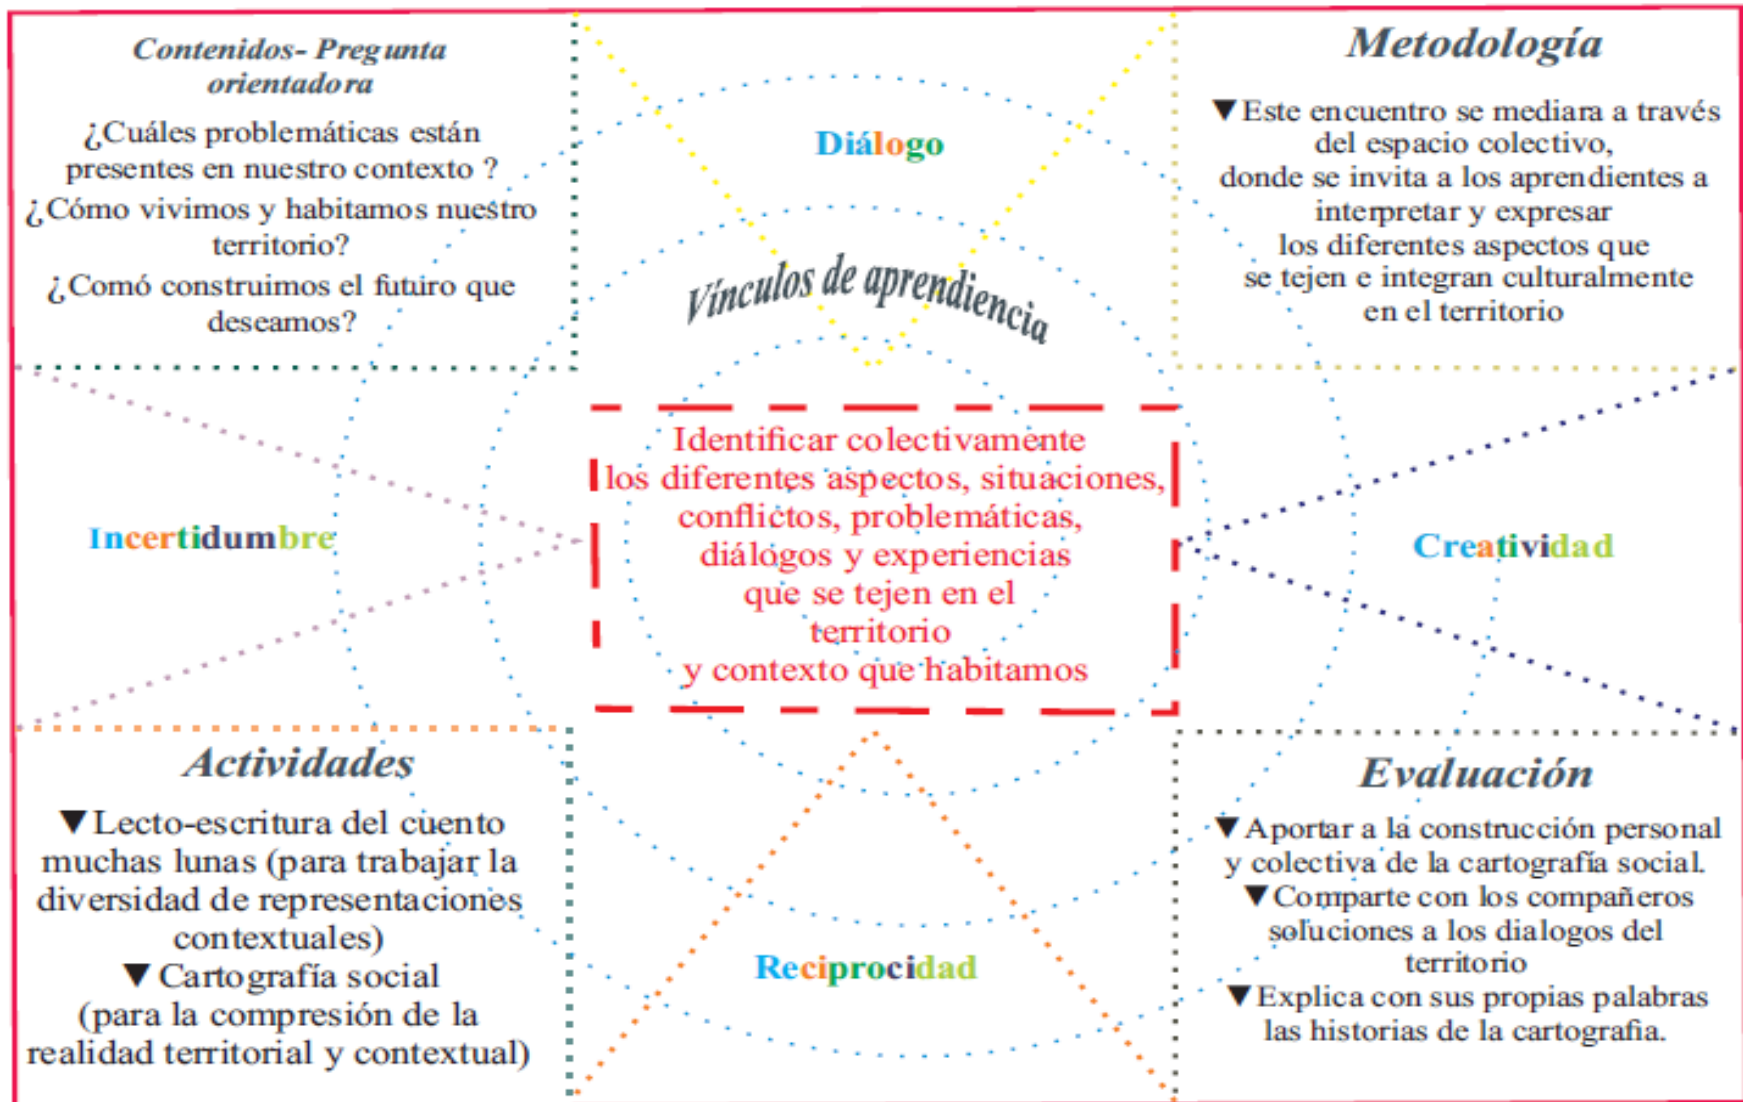 Contenidos- Pregunta
orientadora
¿Cuáles problemáticas están
presentes en nuestro contexto ?
¿Cómo vivimos y habitamos nuestro
territorio?
¿Comó construimos el futuro que
deseamos?
Diálogo
Metodología
▼Este encuentro se mediara a través
del espacio colectivo,
donde se invita a los aprendientes a
interpretar y expresar
los diferentes aspectos que
se tejen e integran culturalmente
en el territorio
Vínculos de aprendiencia
Incertidumbre
Identificar colectivamente
los diferentes aspectos, situaciones,
conflictos, problemáticas,
diálogos y experiencias
que se tejen en el
territorio
y contexto que habitamos
Creatividad
Actividades
▼Lecto-escritura del cuento
muchas lunas (para trabajar la
diversidad de representaciones
contextuales)
▼ Cartografía social
(para la compresión de la
realidad territorial y contextual)
Reciprocidad
Evaluación
▼Aportar a la construcción personal
y colectiva de la cartografía social.
▼Comparte con los compañeros
soluciones a los dialogos del
territorio
▼Explica con sus propias palabras
las historias de la cartografia.